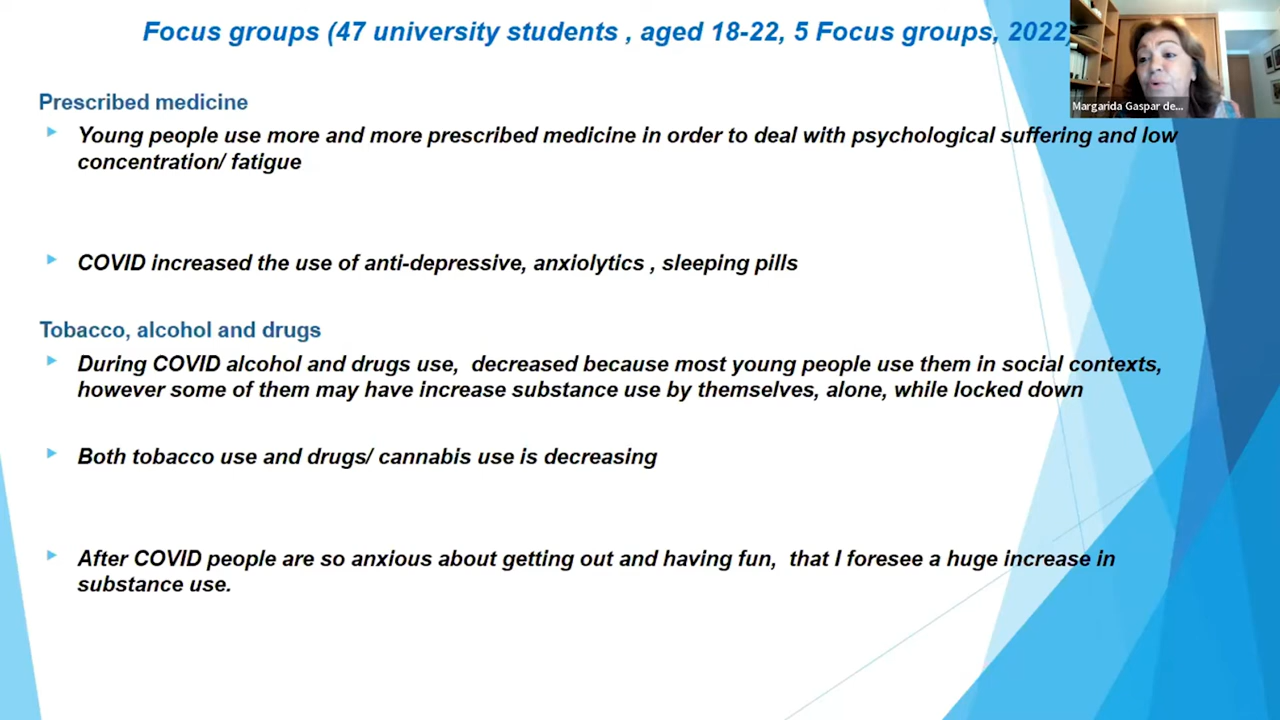 Focus groups (47 university students , aged 18-22, 5 Focus groups, 2022)
Margarida Gaspar de...
Prescribed medicine
Young people use more and more prescribed medicine in order to deal with psychological suffering and low
concentration/ fatigue
COVID increased the use of anti-depressive, anxiolytics , sleeping pills
Tobacco, alcohol and drugs
During COVID alcohol and drugs use, decreased because most young people use them in social contexts,
however some of them may have increase substance use by themselves, alone, while locked down
Both tobacco use and drugs/ cannabis use is decreasing
After COVID people are so anxious about getting out and having fun, that I foresee a huge increase in
substance use.